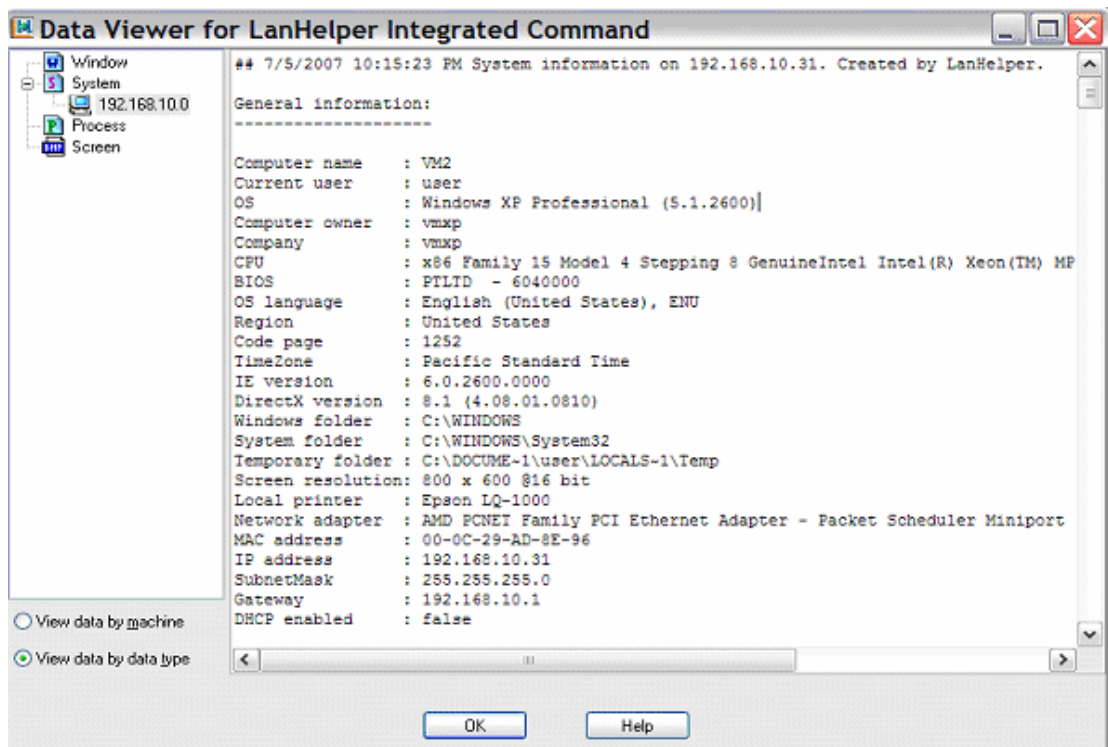 Data Viewer for LanHelper Integrated Command
Window
System
192.168.10.0
Process
Screen
## 7/5/2007 10:15:23 PM System information on 192.168.10.31. Created by LanHelper.
General information:
--------------------
Computer name : VM2
Current user : user
OS : Windows XP Professional (5.1.2600)
Computer owner : vmxp
Company : vmxp
CPU : x86 Family 15 Model 4 Stepping 8 GenuineIntel Intel(R) Xeon(TM) MP
BIOS : PTLTD - 6040000
OS language : English (United States), ENU
Region : United States
Code page : 1252
TimeZone : Pacific Standard Time
IE version : 6.0.2600.0000
DirectX version : 8.1 (4.08.01.0810)
Windows folder : C:\WINDOWS
System folder : C:\WINDOWS\System32
Temporary folder : C:\DOCUME~1\user\LOCALS~1\Temp
Screen resolution: 800 x 600 @16 bit
Local printer : Epson LQ-1000
Network adapter : AMD PCNET Family PCI Ethernet Adapter - Packet Scheduler Miniport
MAC address : 00-0C-29-AD-8E-96
IP address : 192.168.10.31
SubnetMask : 255.255.255.0
Gateway : 192.168.10.1
DHCP enabled : false
View data by machine
View data by data type
OK
Help